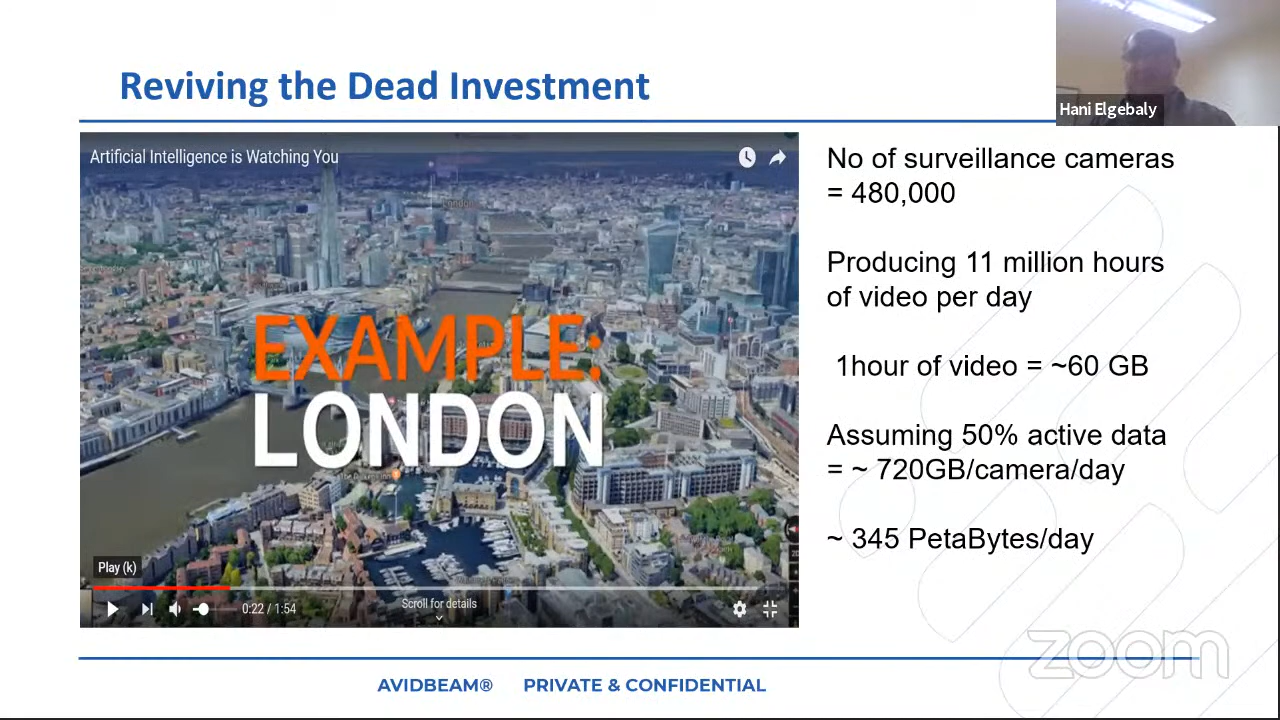 Reviving the Dead Investment
Hani Elgebaly
Artificial Intelligence is Watching You
EXAMPLE:
LONDON
Play (k)
0:22 / 1:54
Scroll for details
No of surveillance cameras
= 480,000
Producing 11 million hours
of video per day
1hour of video = ~60 GB
Assuming 50% active data
= ~ 720GB/camera/day
~ 345 PetaBytes/day
zoom
AVIDBEAM® PRIVATE & CONFIDENTIAL